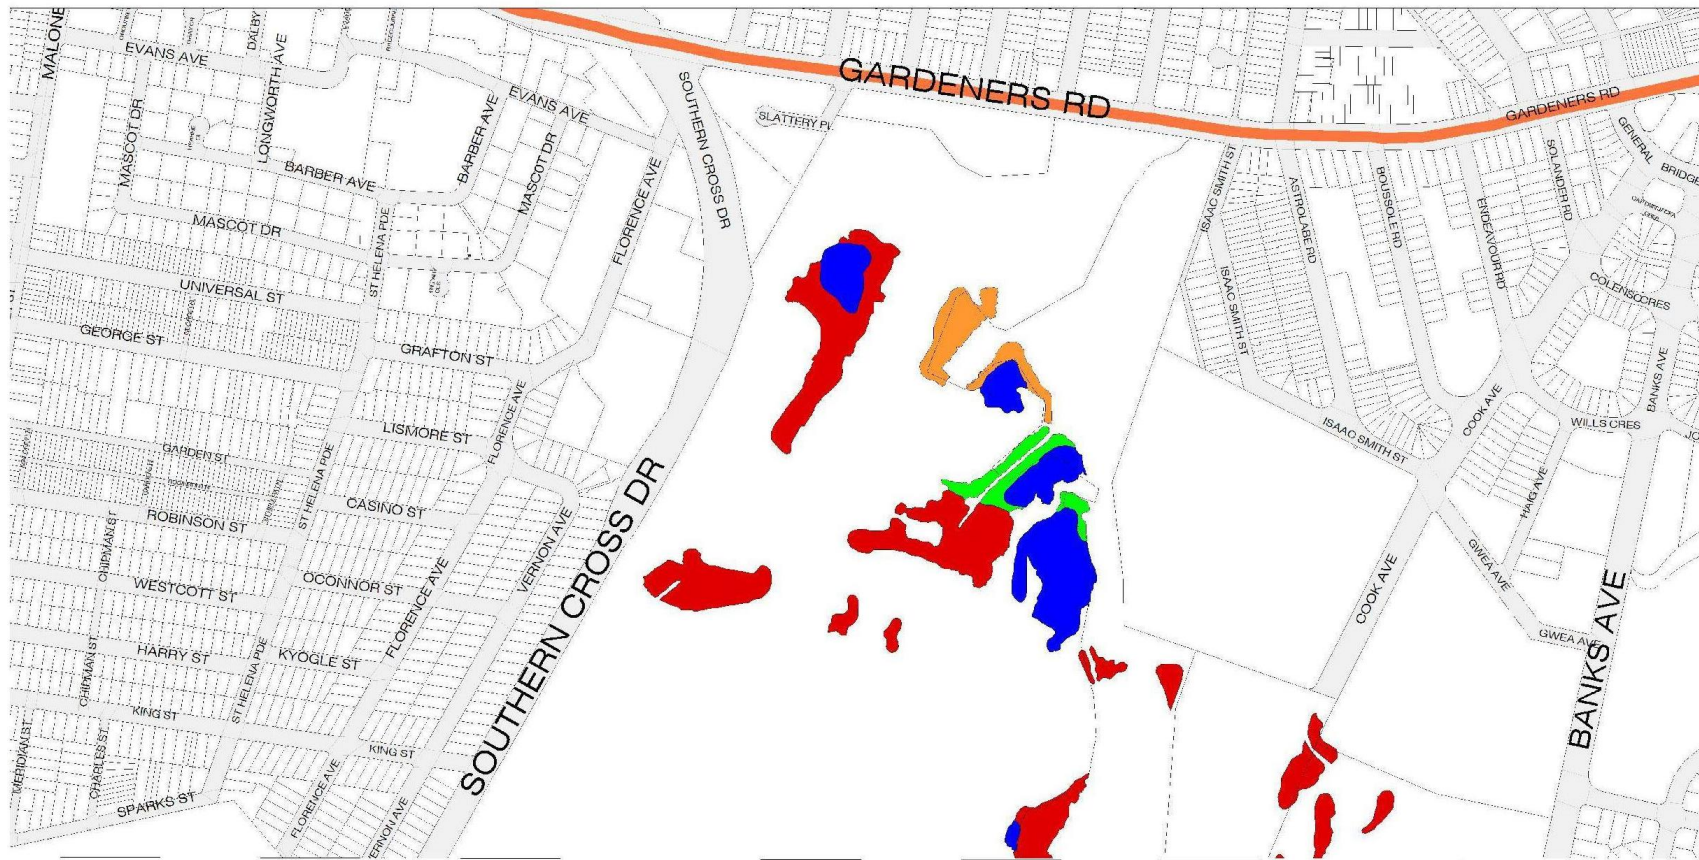 MALONE
EVANS AVE
DALBY
LONGWORTH AVE
MASCOT DR
BARBER AVE
BARBER AVE
EVANS AVE
MASCOT DR
MASCOT DR
ST HELENA PDE
FLORENCE AVE
SOUTHERN CROSS DR
SLATTERY PL
GARDENERS RD
GARDENERS RD
ISAAC SMITH ST
ASTROLABE RD
BOUSSOLE RD
ENDEAVOUR RD
SOLANDER RD
GENERAL
BRIDGE
UNIVERSAL ST
GEORGE ST
GRAFTON ST
ISAAC SMITH ST
COLENSO CRES
BANKS AVE
LISMORE ST
FLORENCE AVE
GARDEN ST
ST HELENA PDE
ISAAC SMITH ST
COOK AVE
WILLS CRES
JO
HAIG AVE
ROBINSON ST
CASINO ST
CHIPMAN ST
VERNON AVE
SOUTHERN CROSS DR
GWEA AVE
WESTCOTT ST
OCONNOR ST
FLORENCE AVE
COOK AVE
GWEA AVE
BANKS AVE
HARRY ST
KYOGLE ST
CHIPMAN ST
ST HELENA PDE
KING ST
KING ST
MERIDIAN ST
CHARLES ST
SPARKS ST
FLORENCE AVE
VERNON AVE